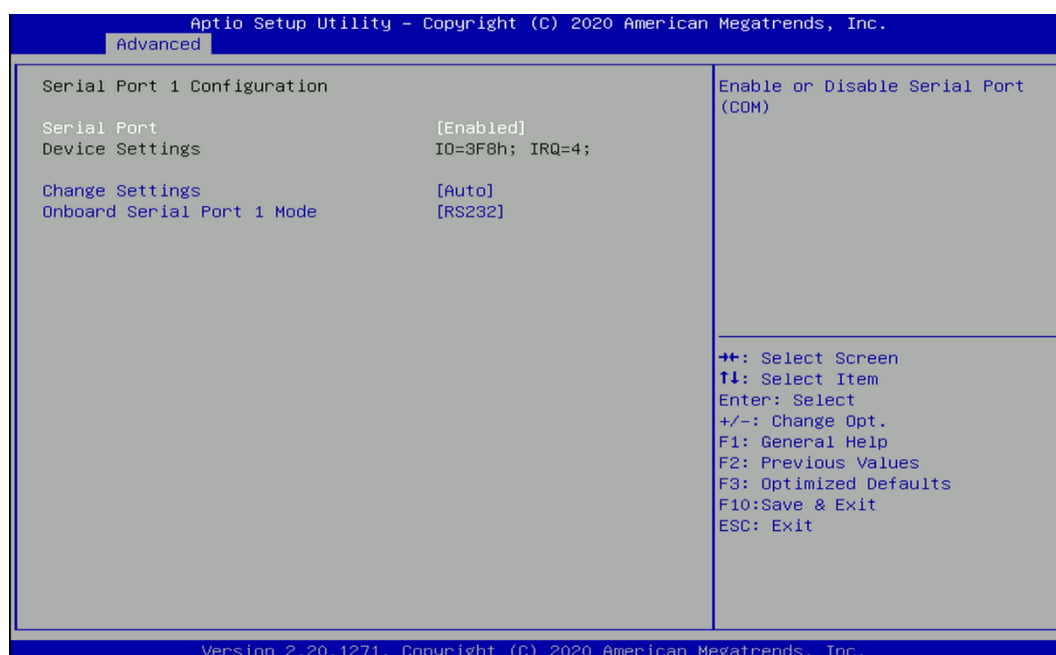 Aptio Setup Utility – Copyright (C) 2020 American Megatrends, Inc.
Advanced
Serial Port 1 Configuration
Serial Port [Enabled]
Device Settings IO=3F8h; IRQ=4;
Change Settings [Auto]
Onboard Serial Port 1 Mode [RS232]
Enable or Disable Serial Port
(COM)
→←: Select Screen
↑↓: Select Item
Enter: Select
+/-: Change Opt.
F1: General Help
F2: Previous Values
F3: Optimized Defaults
F10:Save & Exit
ESC: Exit
Version 2.20.1271. Copyright (C) 2020 American Megatrends, Inc.